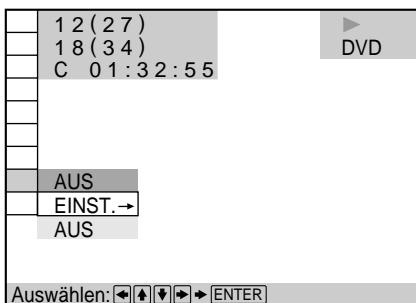 12(27)
18(34)
C 01:32:55
DVD
AUS
EINST.→
AUS
Auswählen: ←↑↓→ → ENTER